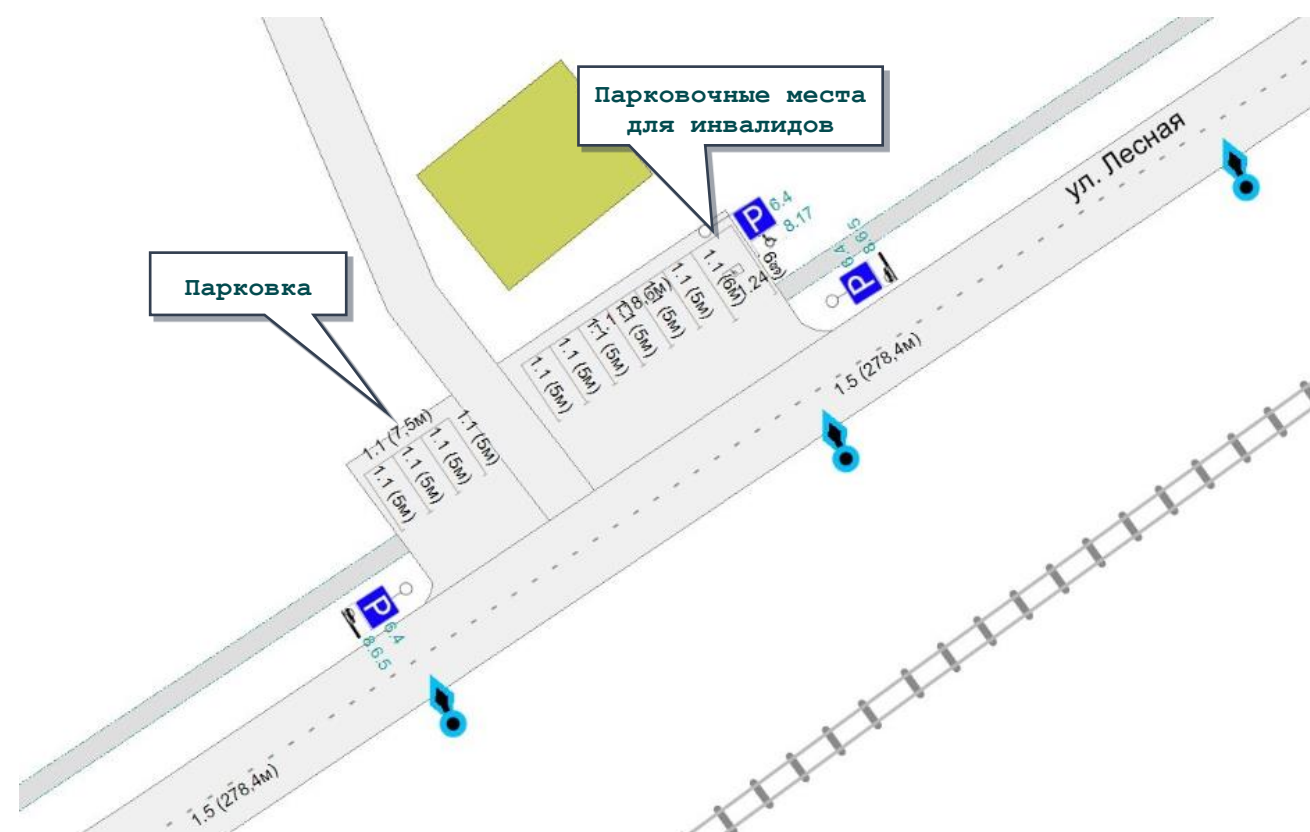 Парковочные места
для инвалидов
ул. Лесная
P
6.4
8.17
6.4
8.6.5
P
Парковка
1.1 (6м)
1.24
1.1 (5м)
1.1 (5м)
1.1 (5м)
1.1 (5м)
1.1 (5м)
1.1 (5м)
1.5 (278,4м)
1.1 (7,5м)
1.1 (5м)
1.1 (5м)
1.1 (5м)
1.1 (5м)
P
6.4
8.6.5
1.5 (278,4м)